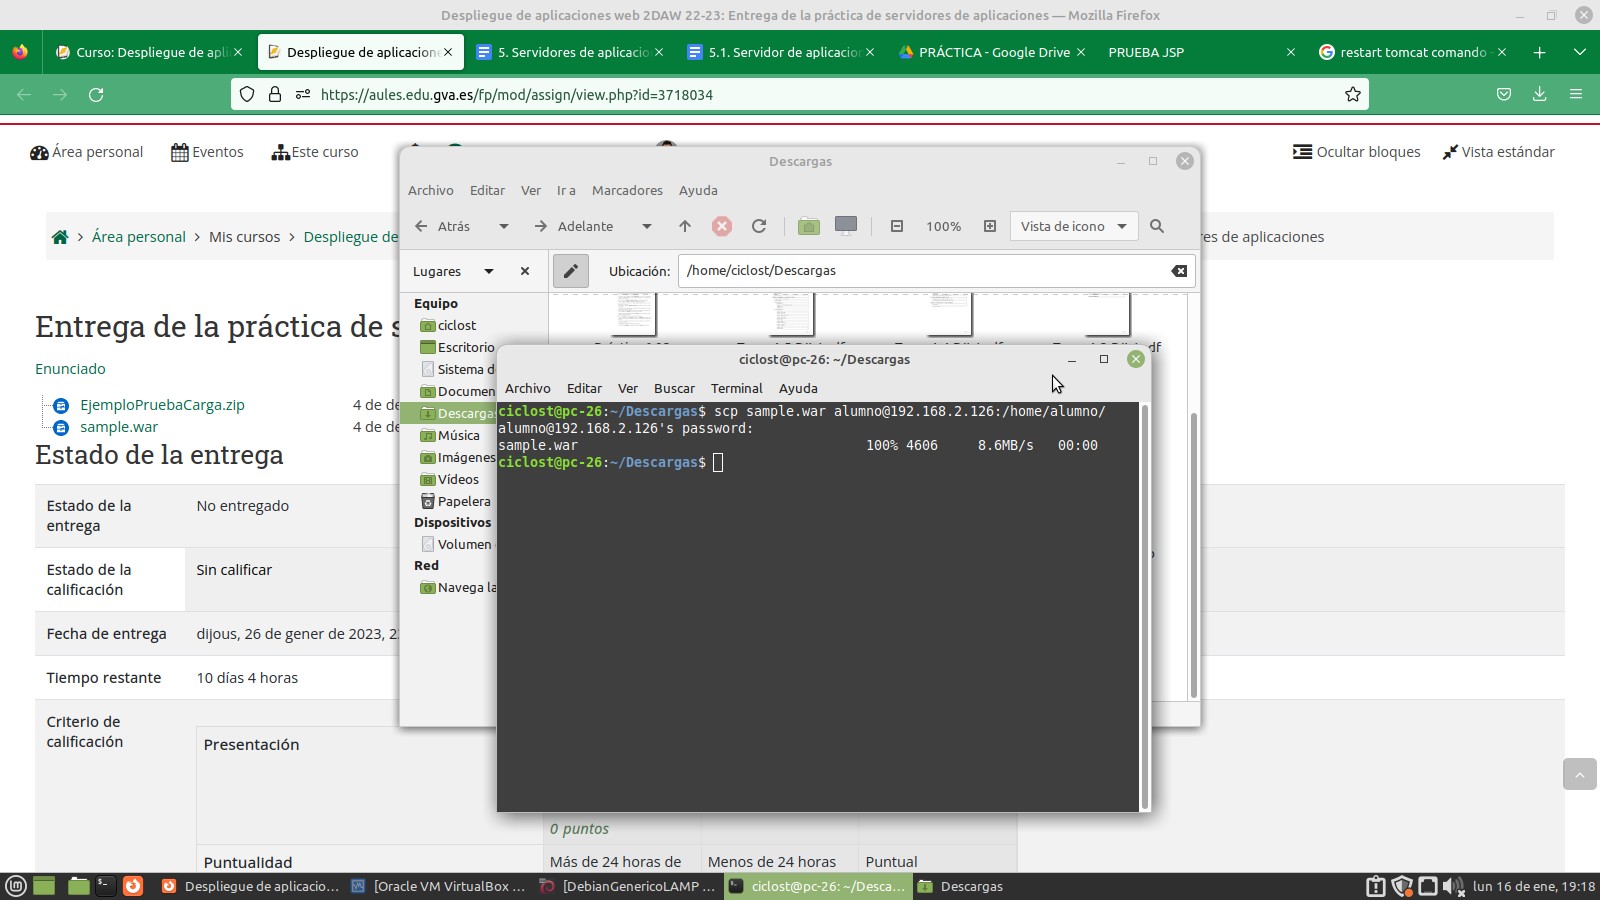 Despliegue de aplicaciones web 2DAW 22-23: Entrega de la práctica de servidores de aplicaciones — Mozilla Firefox
Curso: Despliegue de apli
Despliegue de aplicacione
5. Servidores de aplicacio
5.1. Servidor de aplicacion
PRÁCTICA - Google Drive
PRUEBA JSP
restart tomcat comando -
https://aules.edu.gva.es/fp/mod/assign/view.php?id=3718034
Área personal
Eventos
Este curso
Ocultar bloques
Vista estándar
Área personal > Mis cursos > Despliegue de
es de aplicaciones
Descargas
Archivo Editar Ver Ir a Marcadores Ayuda
Atrás Adelante 100% Vista de icono
Lugares Ubicación: /home/ciclost/Descargas
Equipo
ciclost
Escritorio
Sistema d
Documen
Descargas
Música
Imágenes
Vídeos
Papelera
Dispositivos
Volumen
Red
Navega la
ciclost@pc-26: ~/Descargas
Archivo Editar Ver Buscar Terminal Ayuda
ciclost@pc-26:~/Descargas$ scp sample.war alumno@192.168.2.126:/home/alumno/
alumno@192.168.2.126's password:
sample.war 100% 4606 8.6MB/s 00:00
ciclost@pc-26:~/Descargas$
Entrega de la práctica de s
Enunciado
EjemploPruebaCarga.zip 4 de de
sample.war 4 de de
Estado de la entrega
Estado de la entrega
No entregado
Estado de la calificación
Sin calificar
Fecha de entrega
dijous, 26 de gener de 2023, 2
Tiempo restante
10 días 4 horas
Criterio de calificación
Presentación
0 puntos
Puntualidad
Más de 24 horas de
Menos de 24 horas
Puntual
Despliegue de aplicacio...
[Oracle VM VirtualBox ...
[DebianGenericoLAMP ...
ciclost@pc-26: ~/Desca...
Descargas
lun 16 de ene, 19:18